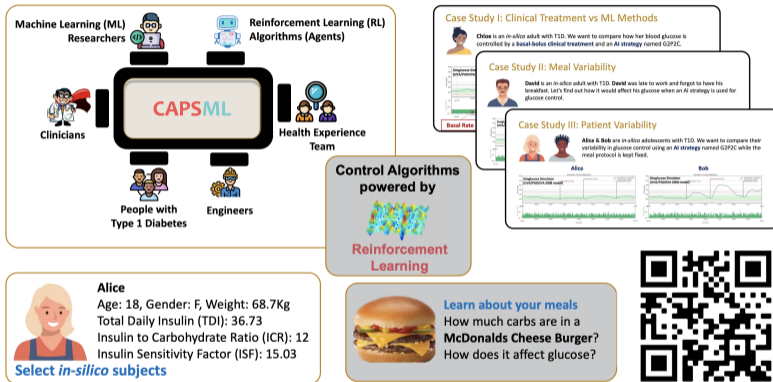 Machine Learning (ML)
Researchers
Reinforcement Learning (RL)
Algorithms (Agents)
CAPSML
Clinicians
Health Experience
Team
People with
Type 1 Diabetes
Engineers
Control Algorithms
powered by
Reinforcement
Learning
Case Study I: Clinical Treatment vs ML Methods
Chloe is an in-silico adult with T1D. We want to compare how her blood glucose is
controlled by a basal-bolus clinical treatment and an AI strategy named G2P2C.
Basal Rate
Case Study II: Meal Variability
David is an in-silico adult with T1D. David was late to work and forgot to have his
breakfast. Let's find out how it would affect his glucose when an AI strategy is used for
glucose control.
Case Study III: Patient Variability
Alice & Bob are in-silico adolescents with T1D. We want to compare their
variability in glucose control using an AI strategy named G2P2C while the
meal protocol is kept fixed.
Alice
Bob
Alice
Age: 18, Gender: F, Weight: 68.7Kg
Total Daily Insulin (TDI): 36.73
Insulin to Carbohydrate Ratio (ICR): 12
Insulin Sensitivity Factor (ISF): 15.03
Select in-silico subjects
Learn about your meals
How much carbs are in a
McDonalds Cheese Burger?
How does it affect glucose?